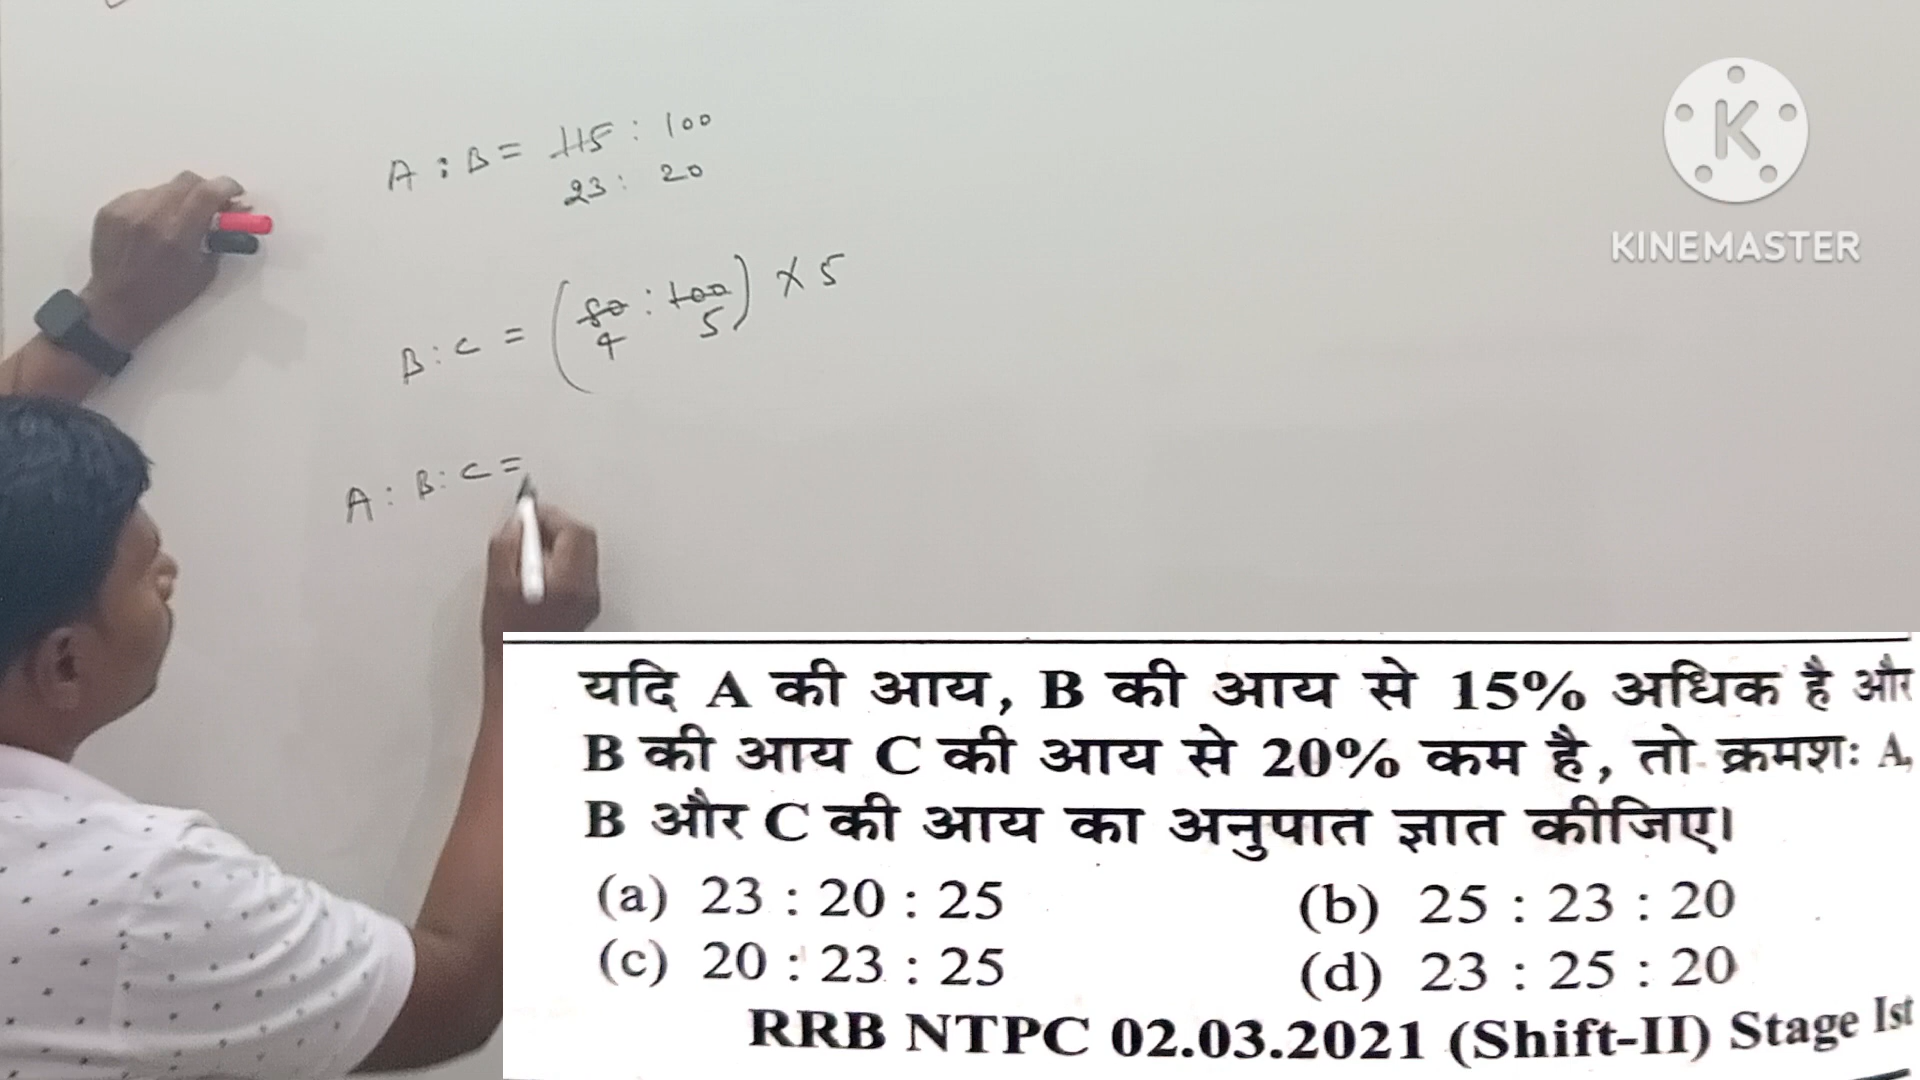 A : B = 115 : 100
23 : 20
B : C = (80 : 100) × 5
4 5
A : B : C =
KINEMASTER
यदि A की आय, B की आय से 15% अधिक है और
B की आय C की आय से 20% कम है, तो क्रमशः A,
B और C की आय का अनुपात ज्ञात कीजिए।
(a) 23 : 20 : 25 (b) 25 : 23 : 20
(c) 20 : 23 : 25 (d) 23 : 25 : 20
RRB NTPC 02.03.2021 (Shift-II) Stage Ist